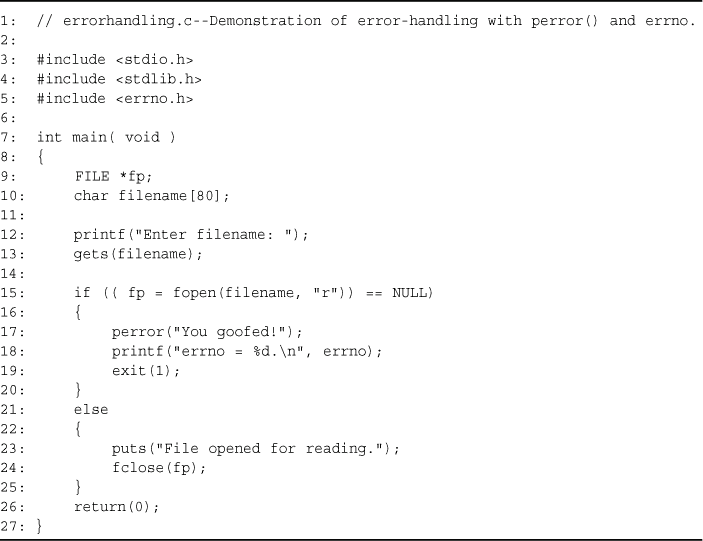 1: // errorhandling.c--Demonstration of error-handling with perror() and errno.
2:
3: #include <stdio.h>
4: #include <stdlib.h>
5: #include <errno.h>
6:
7: int main( void )
8: {
9:     FILE *fp;
10:     char filename[80];
11:
12:     printf("Enter filename: ");
13:     gets(filename);
14:
15:     if (( fp = fopen(filename, "r")) == NULL)
16:     {
17:         perror("You goofed!");
18:         printf("errno = %d.\n", errno);
19:         exit(1);
20:     }
21:     else
22:     {
23:         puts("File opened for reading.");
24:         fclose(fp);
25:     }
26:     return(0);
27: }